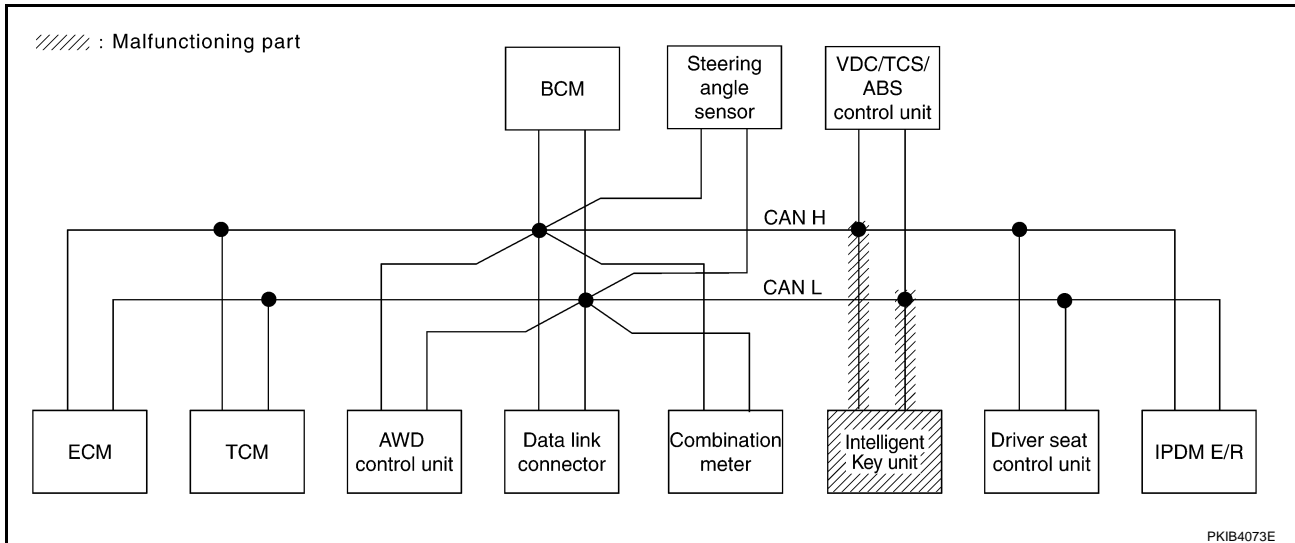 : Malfunctioning part
BCM
Steering
angle
sensor
VDC/TCS/
ABS
control unit
CAN H
CAN L
ECM
TCM
AWD
control unit
Data link
connector
Combination
meter
Intelligent
Key unit
Driver seat
control unit
IPDM E/R
PKIB4073E